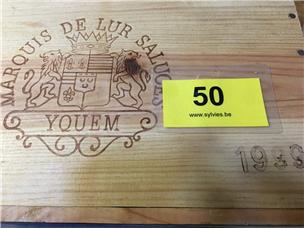 MARQUIS DE LUR SALUCES
YQUEM
50
www.sylvies.be